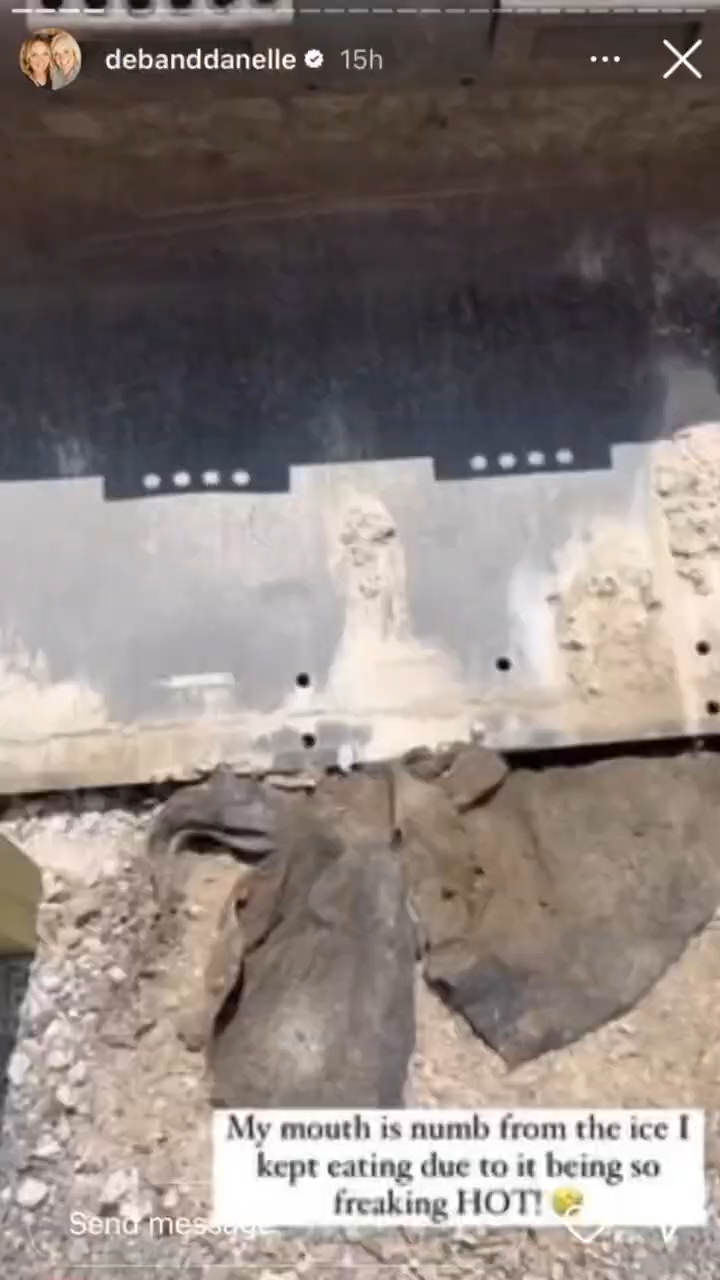 debanddanelle 15h
My mouth is numb from the ice I
kept eating due to it being so
freaking HOT!
Send message